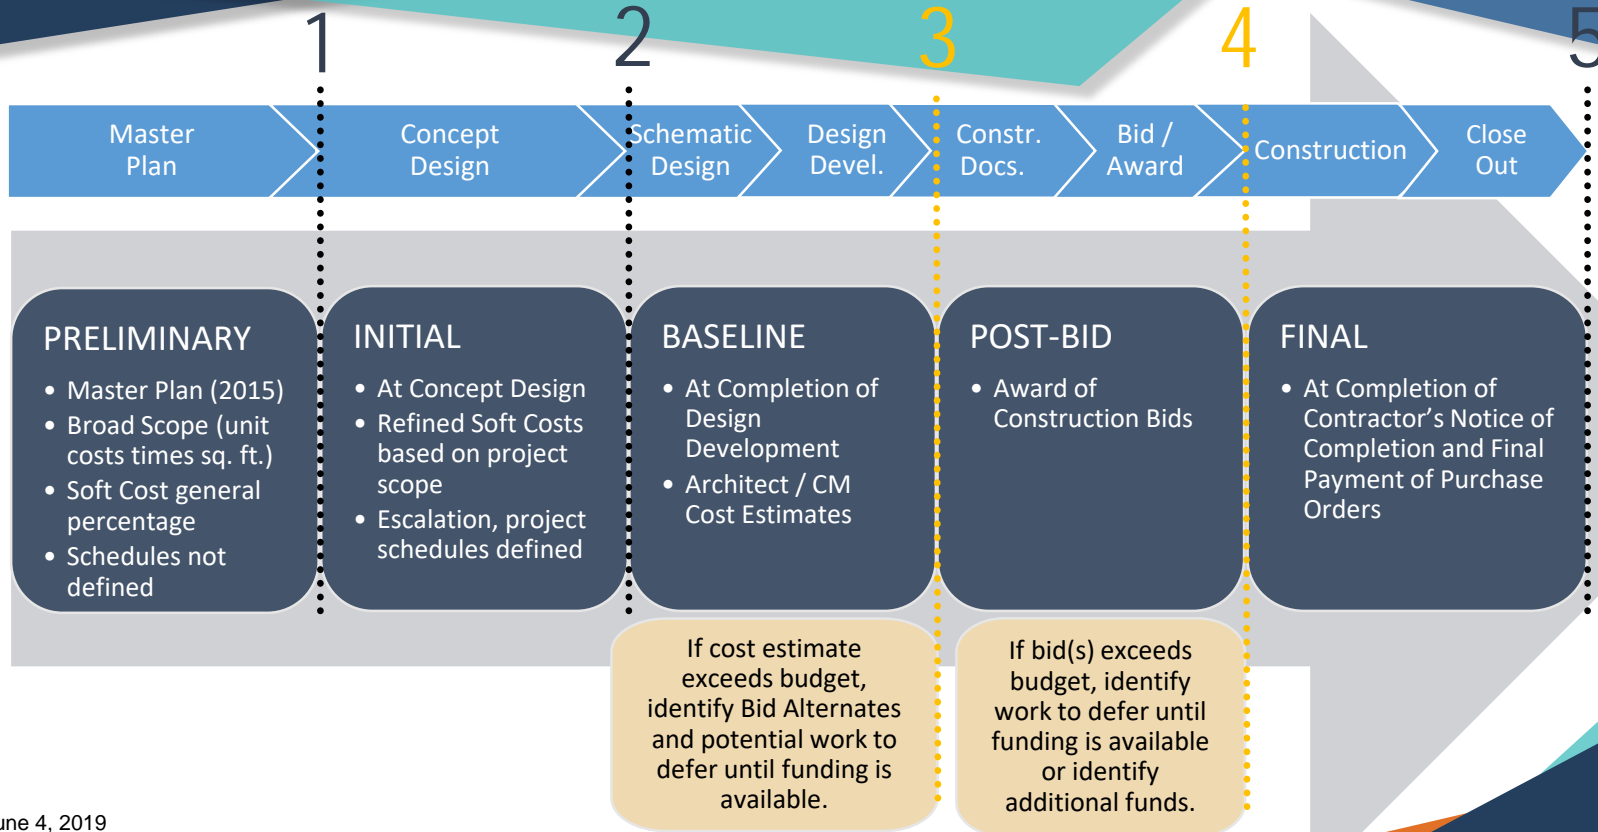 1
2
3
4
5
Master
Plan
Concept
Design
Schematic
Design
Design
Devel.
Constr.
Docs.
Bid /
Award
Construction
Close
Out
PRELIMINARY
• Master Plan (2015)
• Broad Scope (unit
costs times sq. ft.)
• Soft Cost general
percentage
• Schedules not
defined
INITIAL
• At Concept Design
• Refined Soft Costs
based on project
scope
• Escalation, project
schedules defined
BASELINE
• At Completion of
Design
Development
• Architect / CM
Cost Estimates
POST-BID
• Award of
Construction Bids
FINAL
• At Completion of
Contractor’s Notice of
Completion and Final
Payment of Purchase
Orders
If cost estimate
exceeds budget,
identify Bid Alternates
and potential work to
defer until funding is
available.
If bid(s) exceeds
budget, identify
work to defer until
funding is available
or identify
additional funds.
une 4, 2019